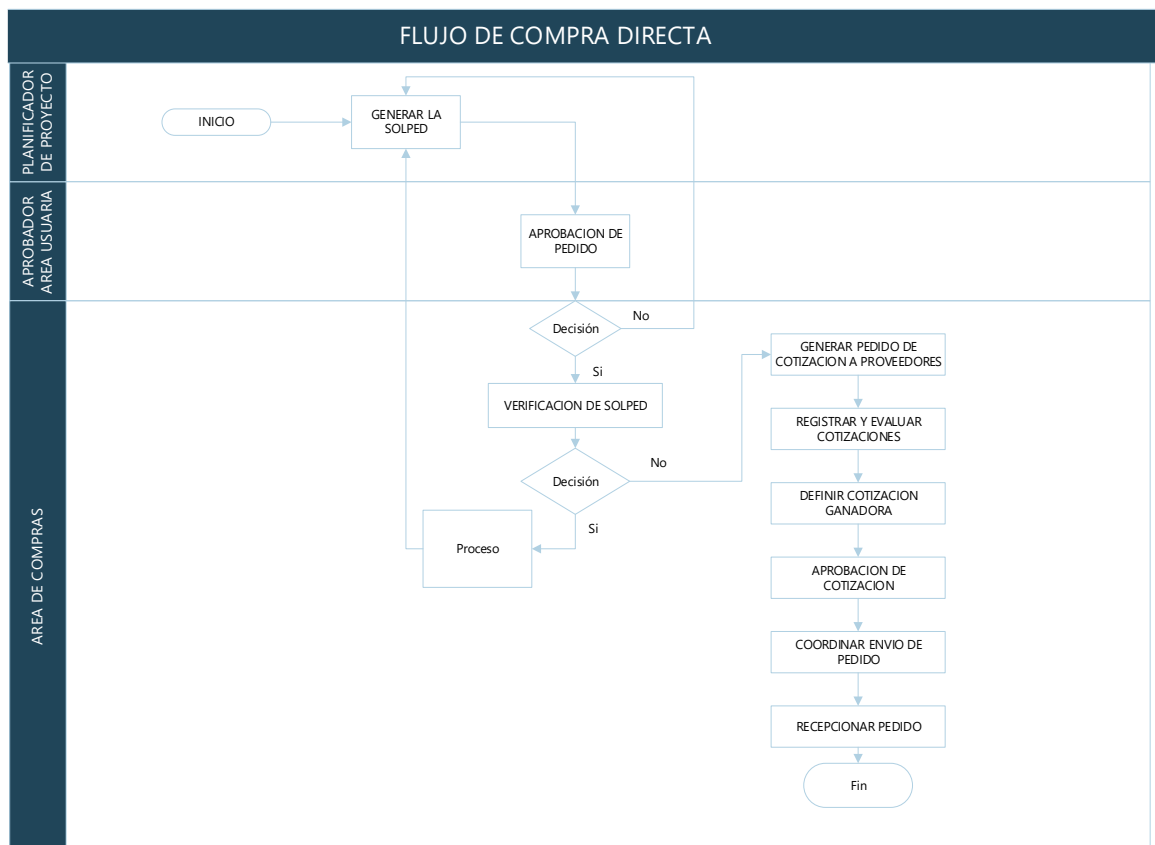 FLUJO DE COMPRA DIRECTA
PLANIFICADOR
DE PROYECTO
INICIO
GENERAR LA
SOLPED
APROBADOR
AREA USUARIA
APROBACION DE
PEDIDO
AREA DE COMPRAS
Decisión
No
Si
VERIFICACION DE SOLPED
Decisión
No
Si
Proceso
GENERAR PEDIDO DE
COTIZACION A PROVEEDORES
REGISTRAR Y EVALUAR
COTIZACIONES
DEFINIR COTIZACION
GANADORA
APROBACION DE
COTIZACION
COORDINAR ENVIO DE
PEDIDO
RECEPCIONAR PEDIDO
Fin